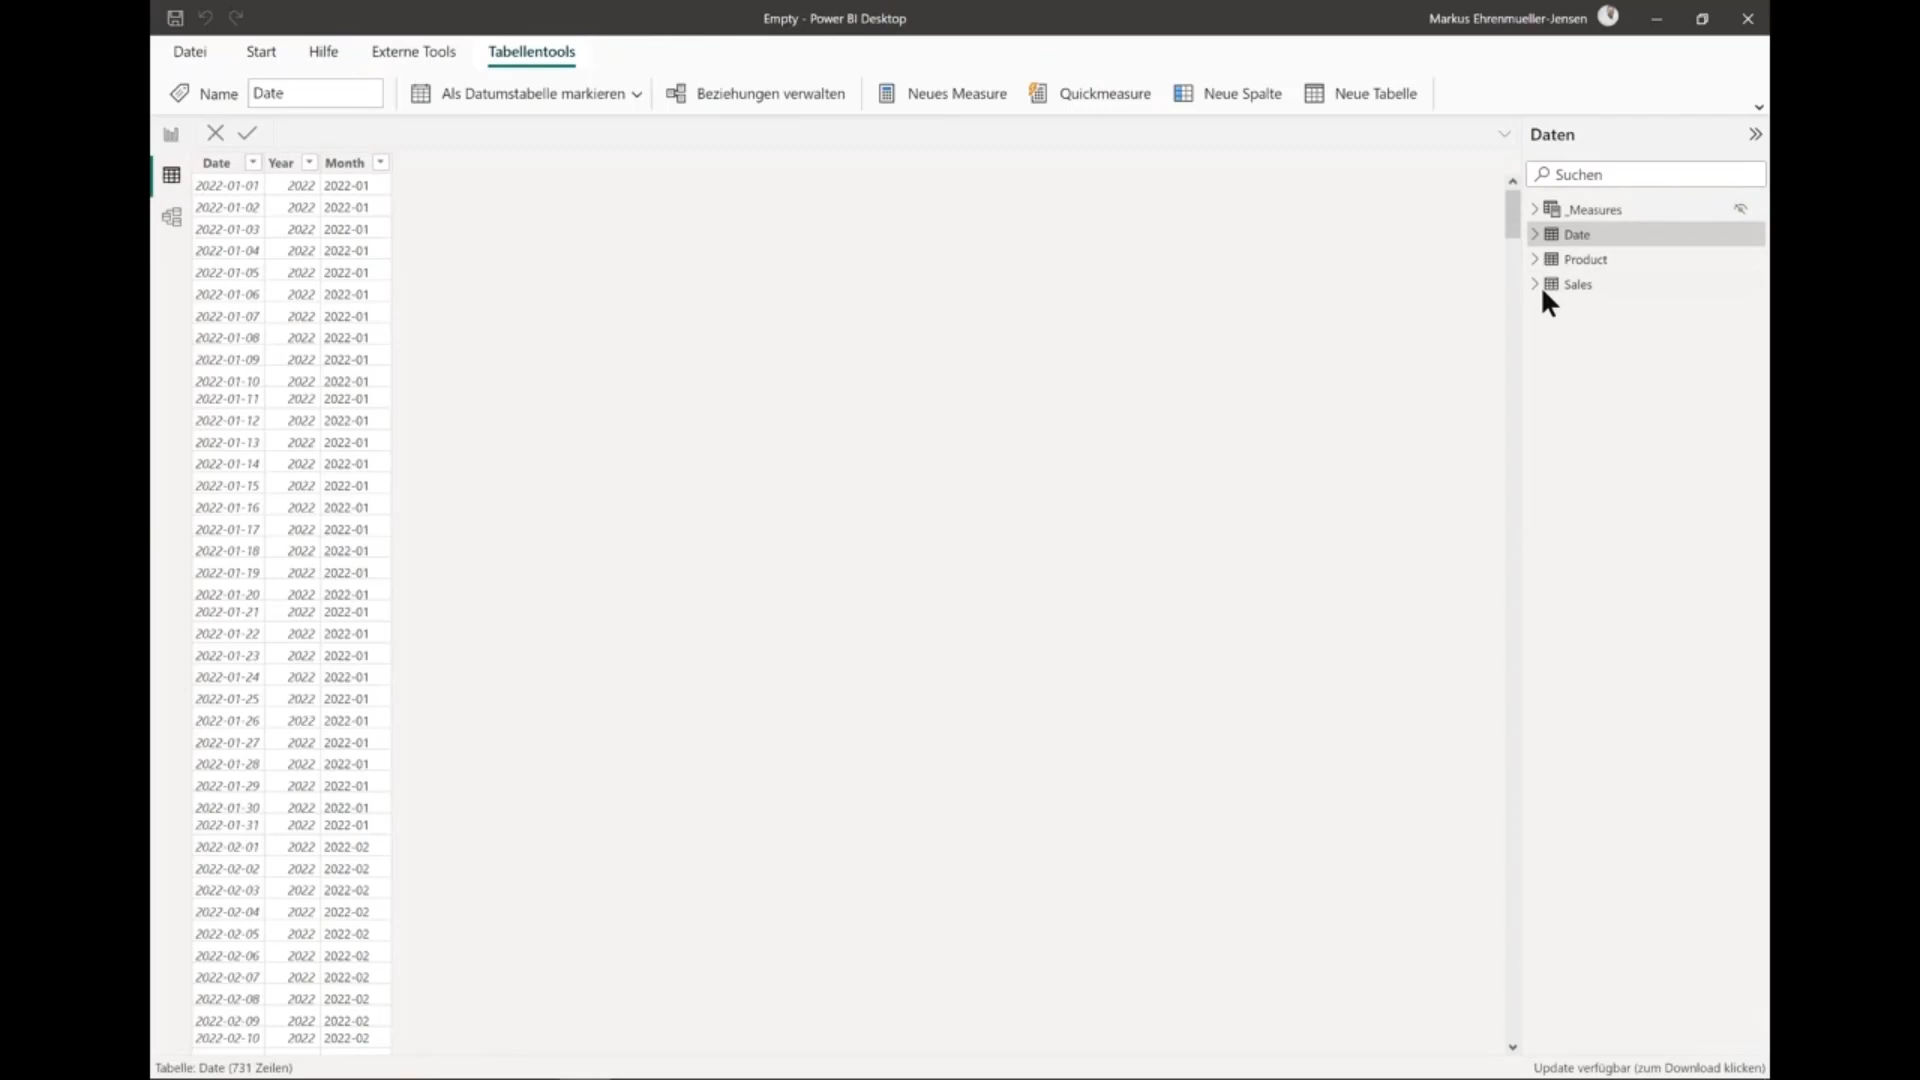 Empty - Power BI Desktop
Markus Ehrenmueller-Jensen
Datei Start Hilfe Externe Tools Tabellentools
Name Date Als Datumstabelle markieren Beziehungen verwalten Neues Measure Quickmeasure Neue Spalte Neue Tabelle
Daten
Suchen
_Measures
Date
Product
Sales
Date Year Month
2022-01-01 2022 2022-01
2022-01-02 2022 2022-01
2022-01-03 2022 2022-01
2022-01-04 2022 2022-01
2022-01-05 2022 2022-01
2022-01-06 2022 2022-01
2022-01-07 2022 2022-01
2022-01-08 2022 2022-01
2022-01-09 2022 2022-01
2022-01-10 2022 2022-01
2022-01-11 2022 2022-01
2022-01-12 2022 2022-01
2022-01-13 2022 2022-01
2022-01-14 2022 2022-01
2022-01-15 2022 2022-01
2022-01-16 2022 2022-01
2022-01-17 2022 2022-01
2022-01-18 2022 2022-01
2022-01-19 2022 2022-01
2022-01-20 2022 2022-01
2022-01-21 2022 2022-01
2022-01-22 2022 2022-01
2022-01-23 2022 2022-01
2022-01-24 2022 2022-01
2022-01-25 2022 2022-01
2022-01-26 2022 2022-01
2022-01-27 2022 2022-01
2022-01-28 2022 2022-01
2022-01-29 2022 2022-01
2022-01-30 2022 2022-01
2022-01-31 2022 2022-01
2022-02-01 2022 2022-02
2022-02-02 2022 2022-02
2022-02-03 2022 2022-02
2022-02-04 2022 2022-02
2022-02-05 2022 2022-02
2022-02-06 2022 2022-02
2022-02-07 2022 2022-02
2022-02-08 2022 2022-02
2022-02-09 2022 2022-02
2022-02-10 2022 2022-02
Tabelle: Date (731 Zeilen)
Update verfügbar (zum Download klicken)